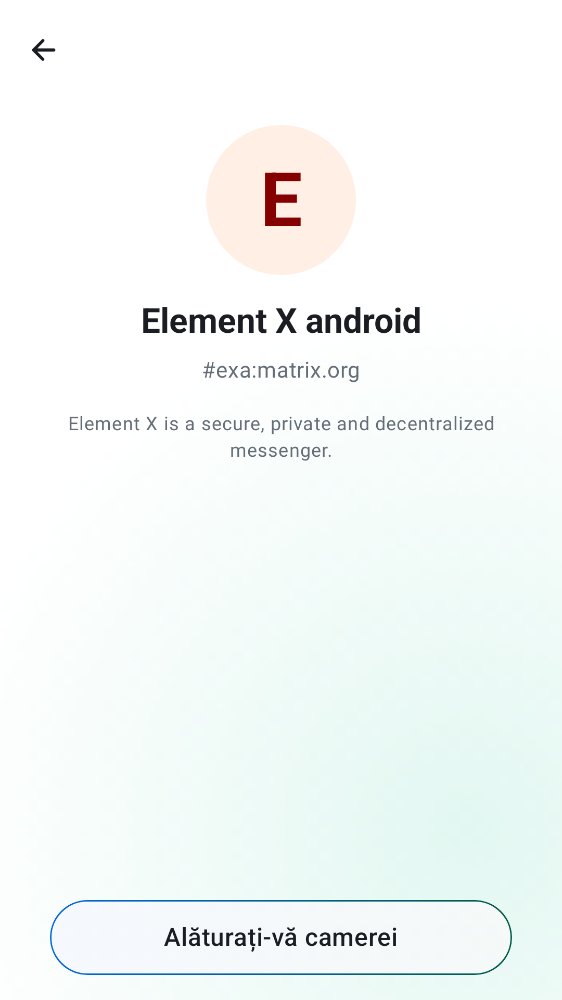 E
Element X android
#exa:matrix.org
Element X is a secure, private and decentralized
messenger.
Alăturați-vă camerei